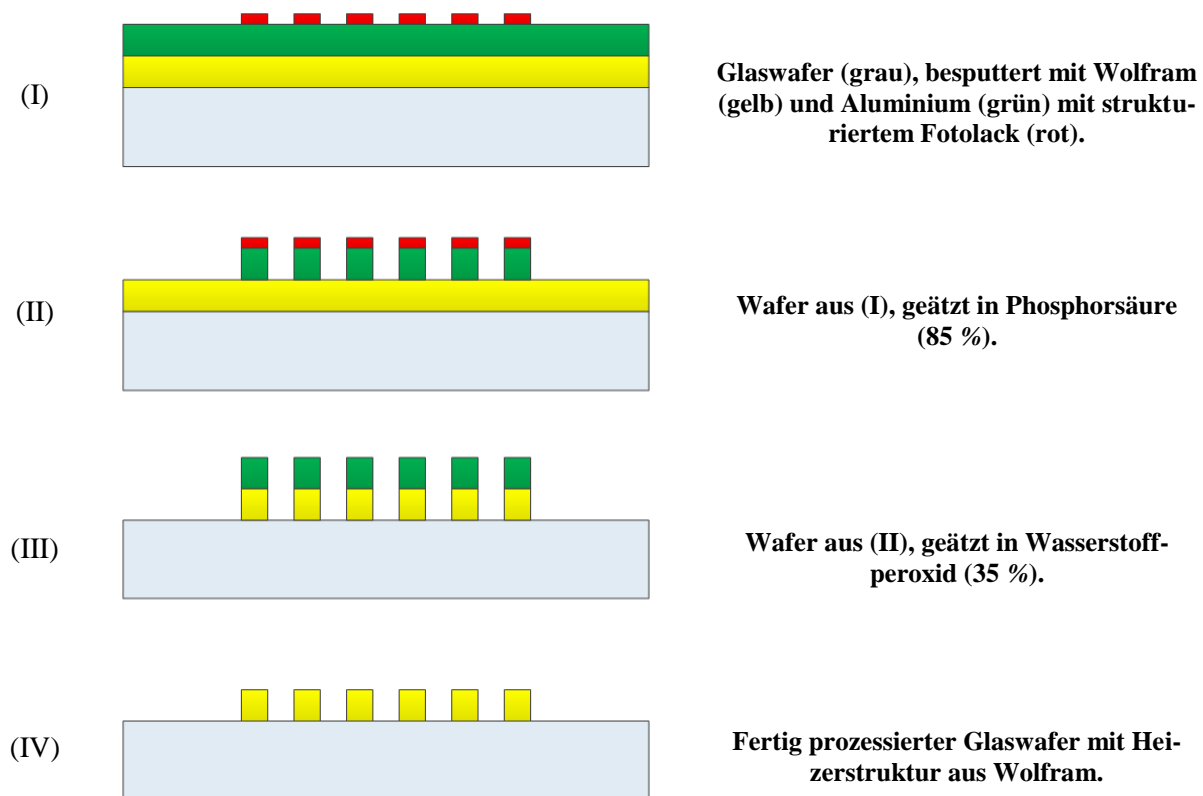 (I)
Glaswafer (grau), besputtert mit Wolfram
(gelb) und Aluminium (grün) mit struktu-
riertem Fotolack (rot).
(II)
Wafer aus (I), geätzt in Phosphorsäure
(85 %).
(III)
Wafer aus (II), geätzt in Wasserstoff-
peroxid (35 %).
(IV)
Fertig prozessierter Glaswafer mit Hei-
zerstruktur aus Wolfram.